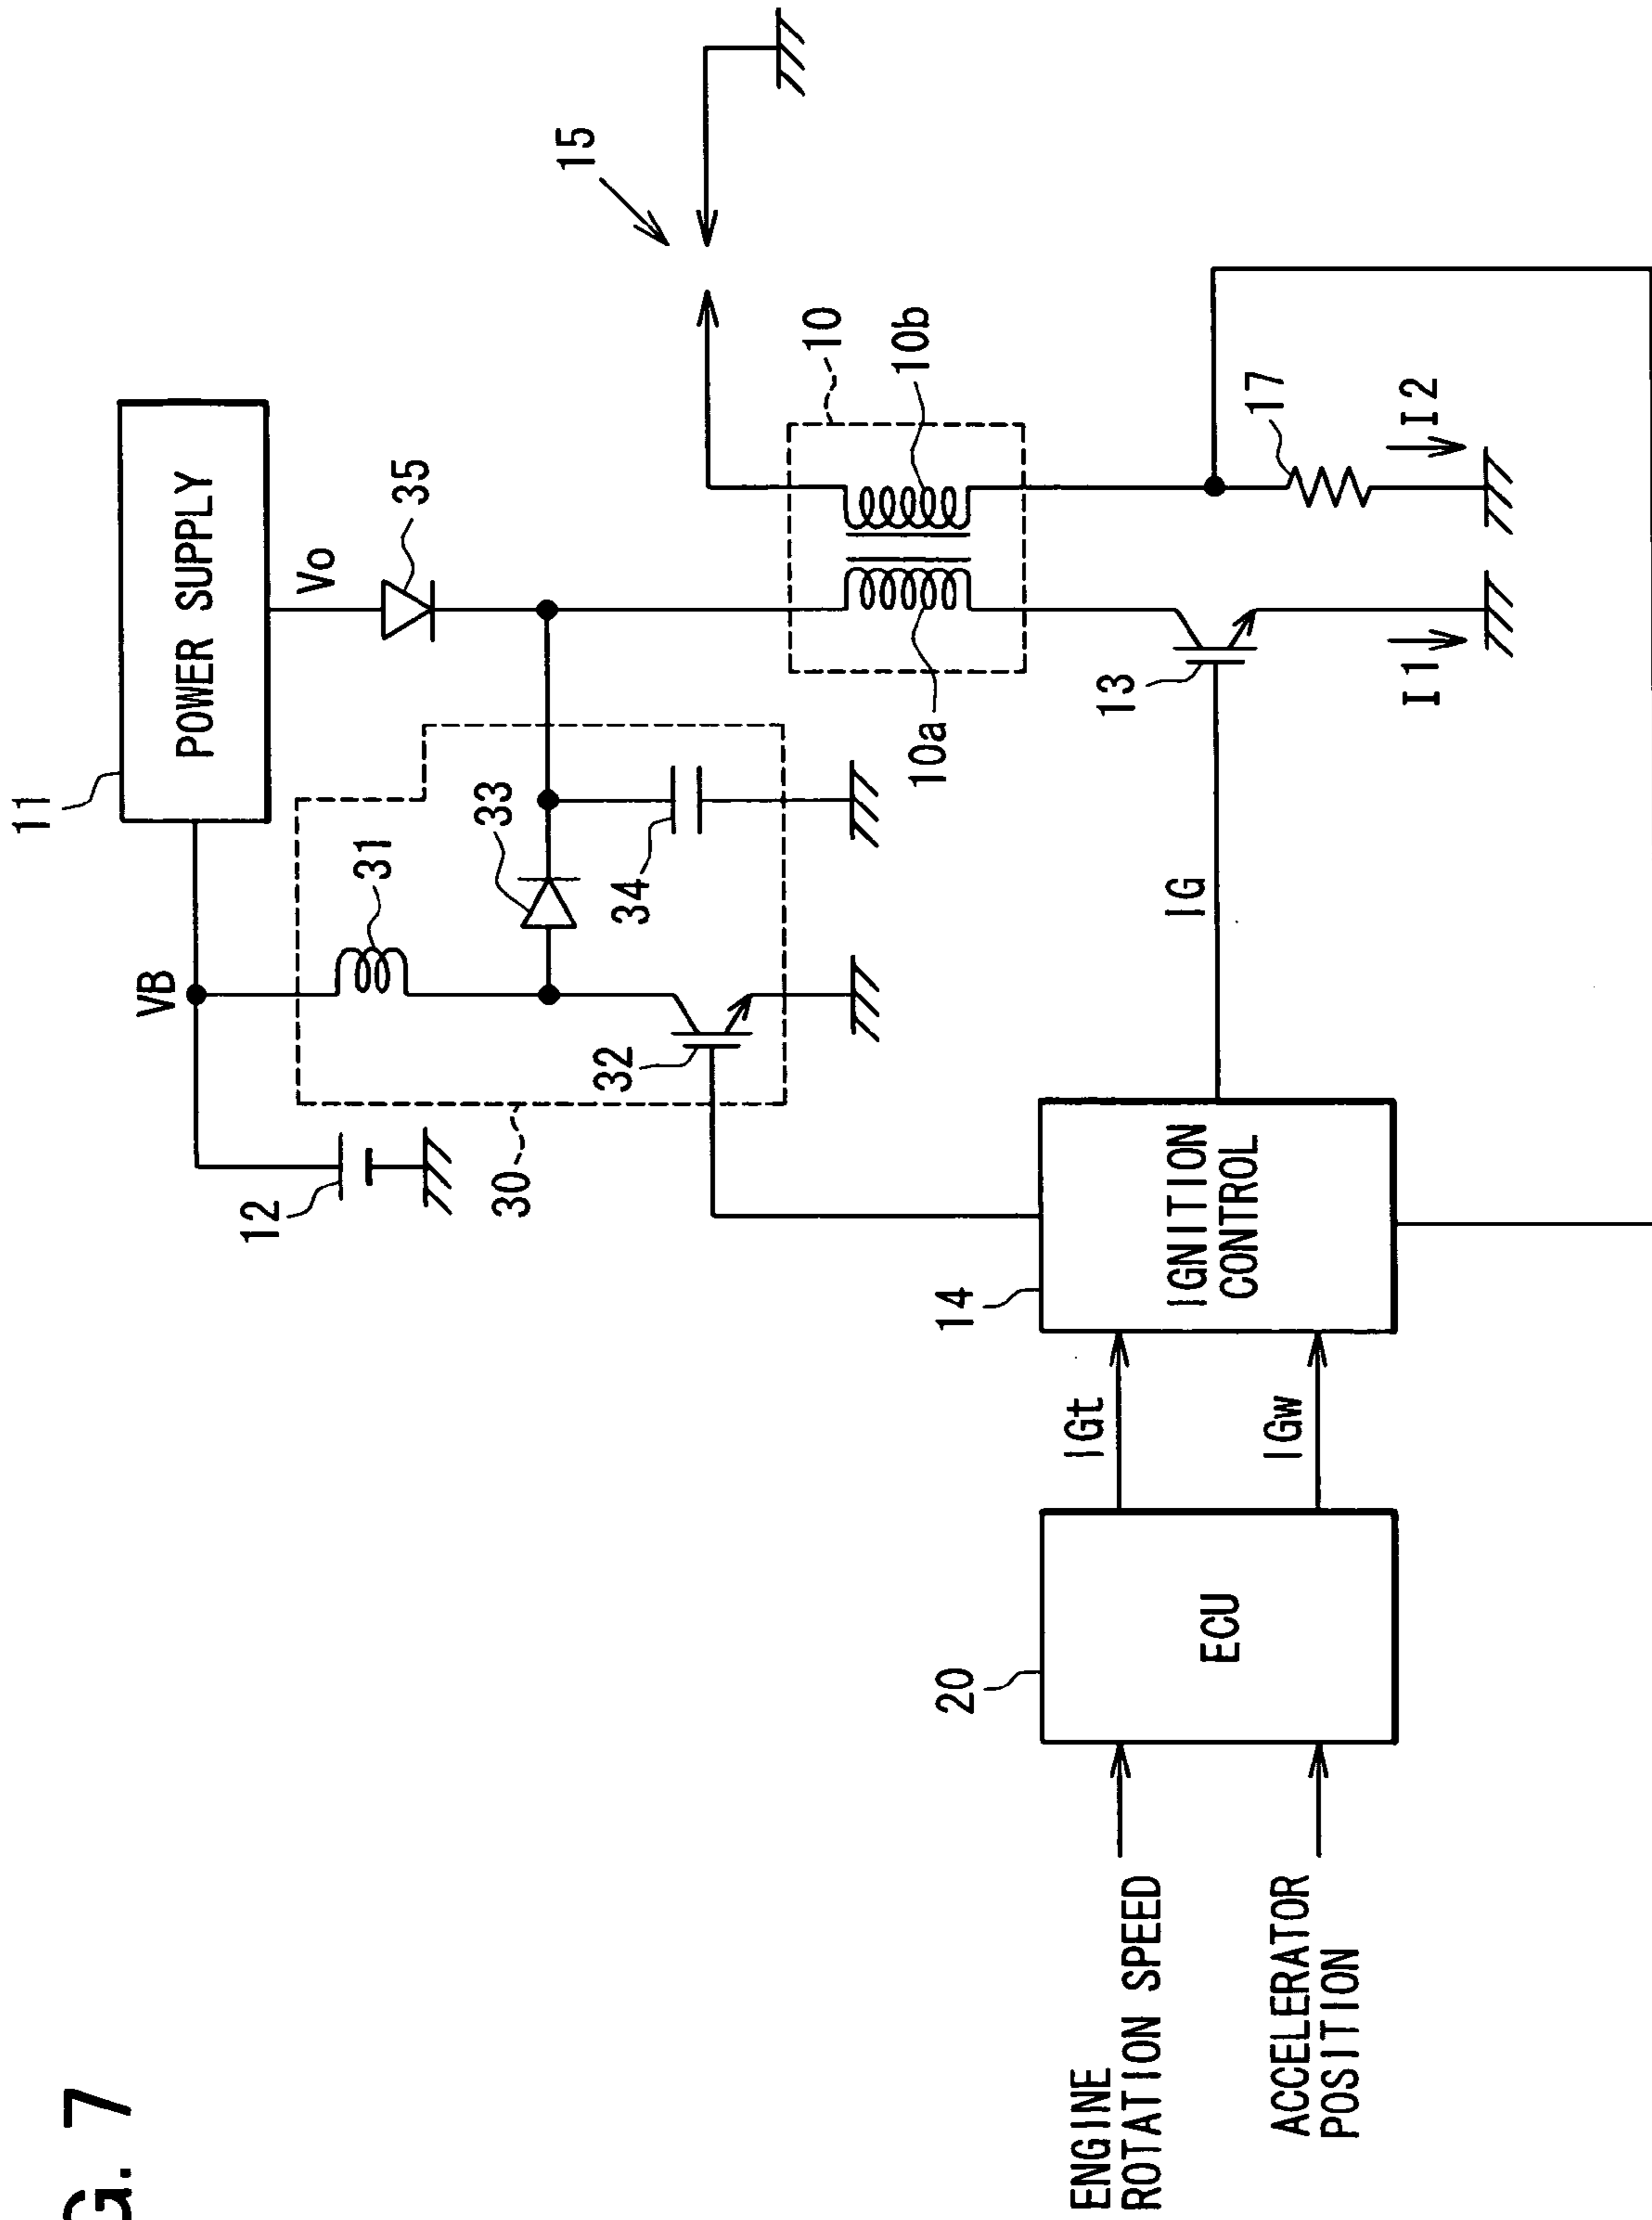 G. 7
11
POWER SUPPLY
VB
Vo
12
31
35
30
33
32
34
15
10
10a
10b
13
17
I1
I2
IG
14
IGNITION
CONTROL
IGt
IGw
20
ECU
ENGINE
ROTATION SPEED
ACCELERATOR
POSITION